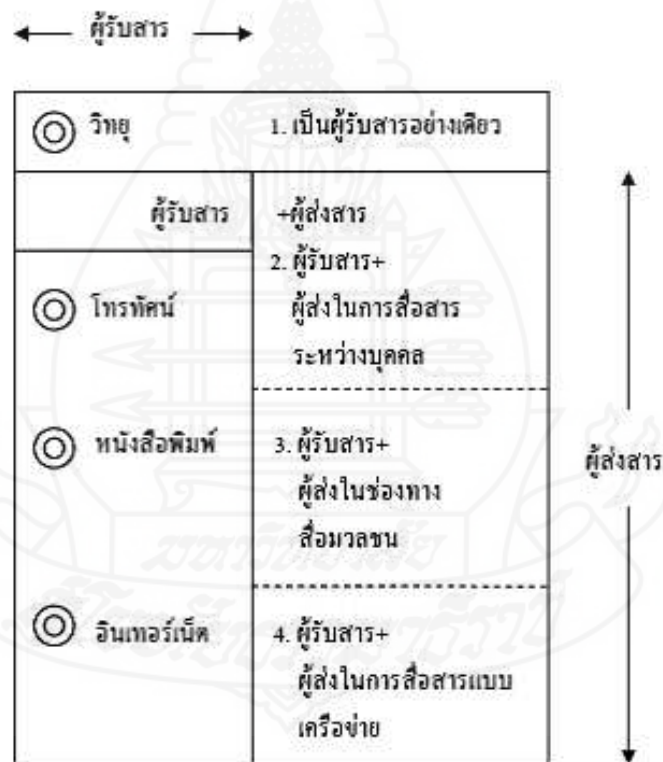 ผู้รับสาร
วิทยุ 1. เป็นผู้รับสารอย่างเดียว
ผู้รับสาร +ผู้ส่งสาร
2. ผู้รับสาร+
โทรทัศน์ ผู้ส่งในการสื่อสาร
ระหว่างบุคคล
หนังสือพิมพ์ 3. ผู้รับสาร+
ผู้ส่งในช่องทาง
สื่อมวลชน
ผู้ส่งสาร
อินเทอร์เน็ต 4. ผู้รับสาร+
ผู้ส่งในการสื่อสารแบบ
เครือข่าย